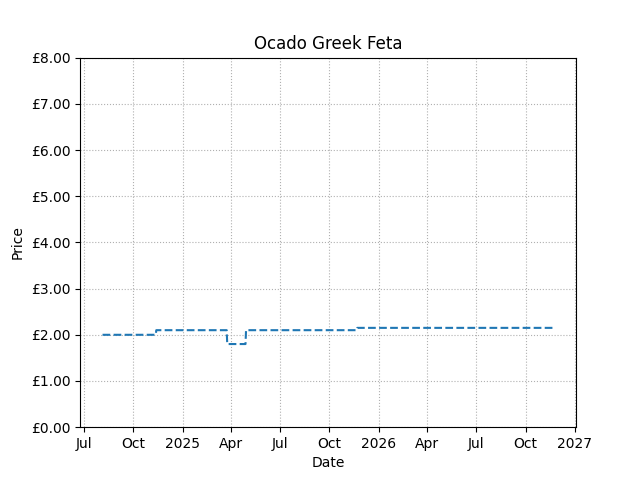 Ocado Greek Feta
£8.00
£7.00
£6.00
£5.00
£4.00
£3.00
£2.00
£1.00
£0.00
Price
Jul Oct 2025 Apr Jul Oct 2026 Apr Jul Oct 2027
Date